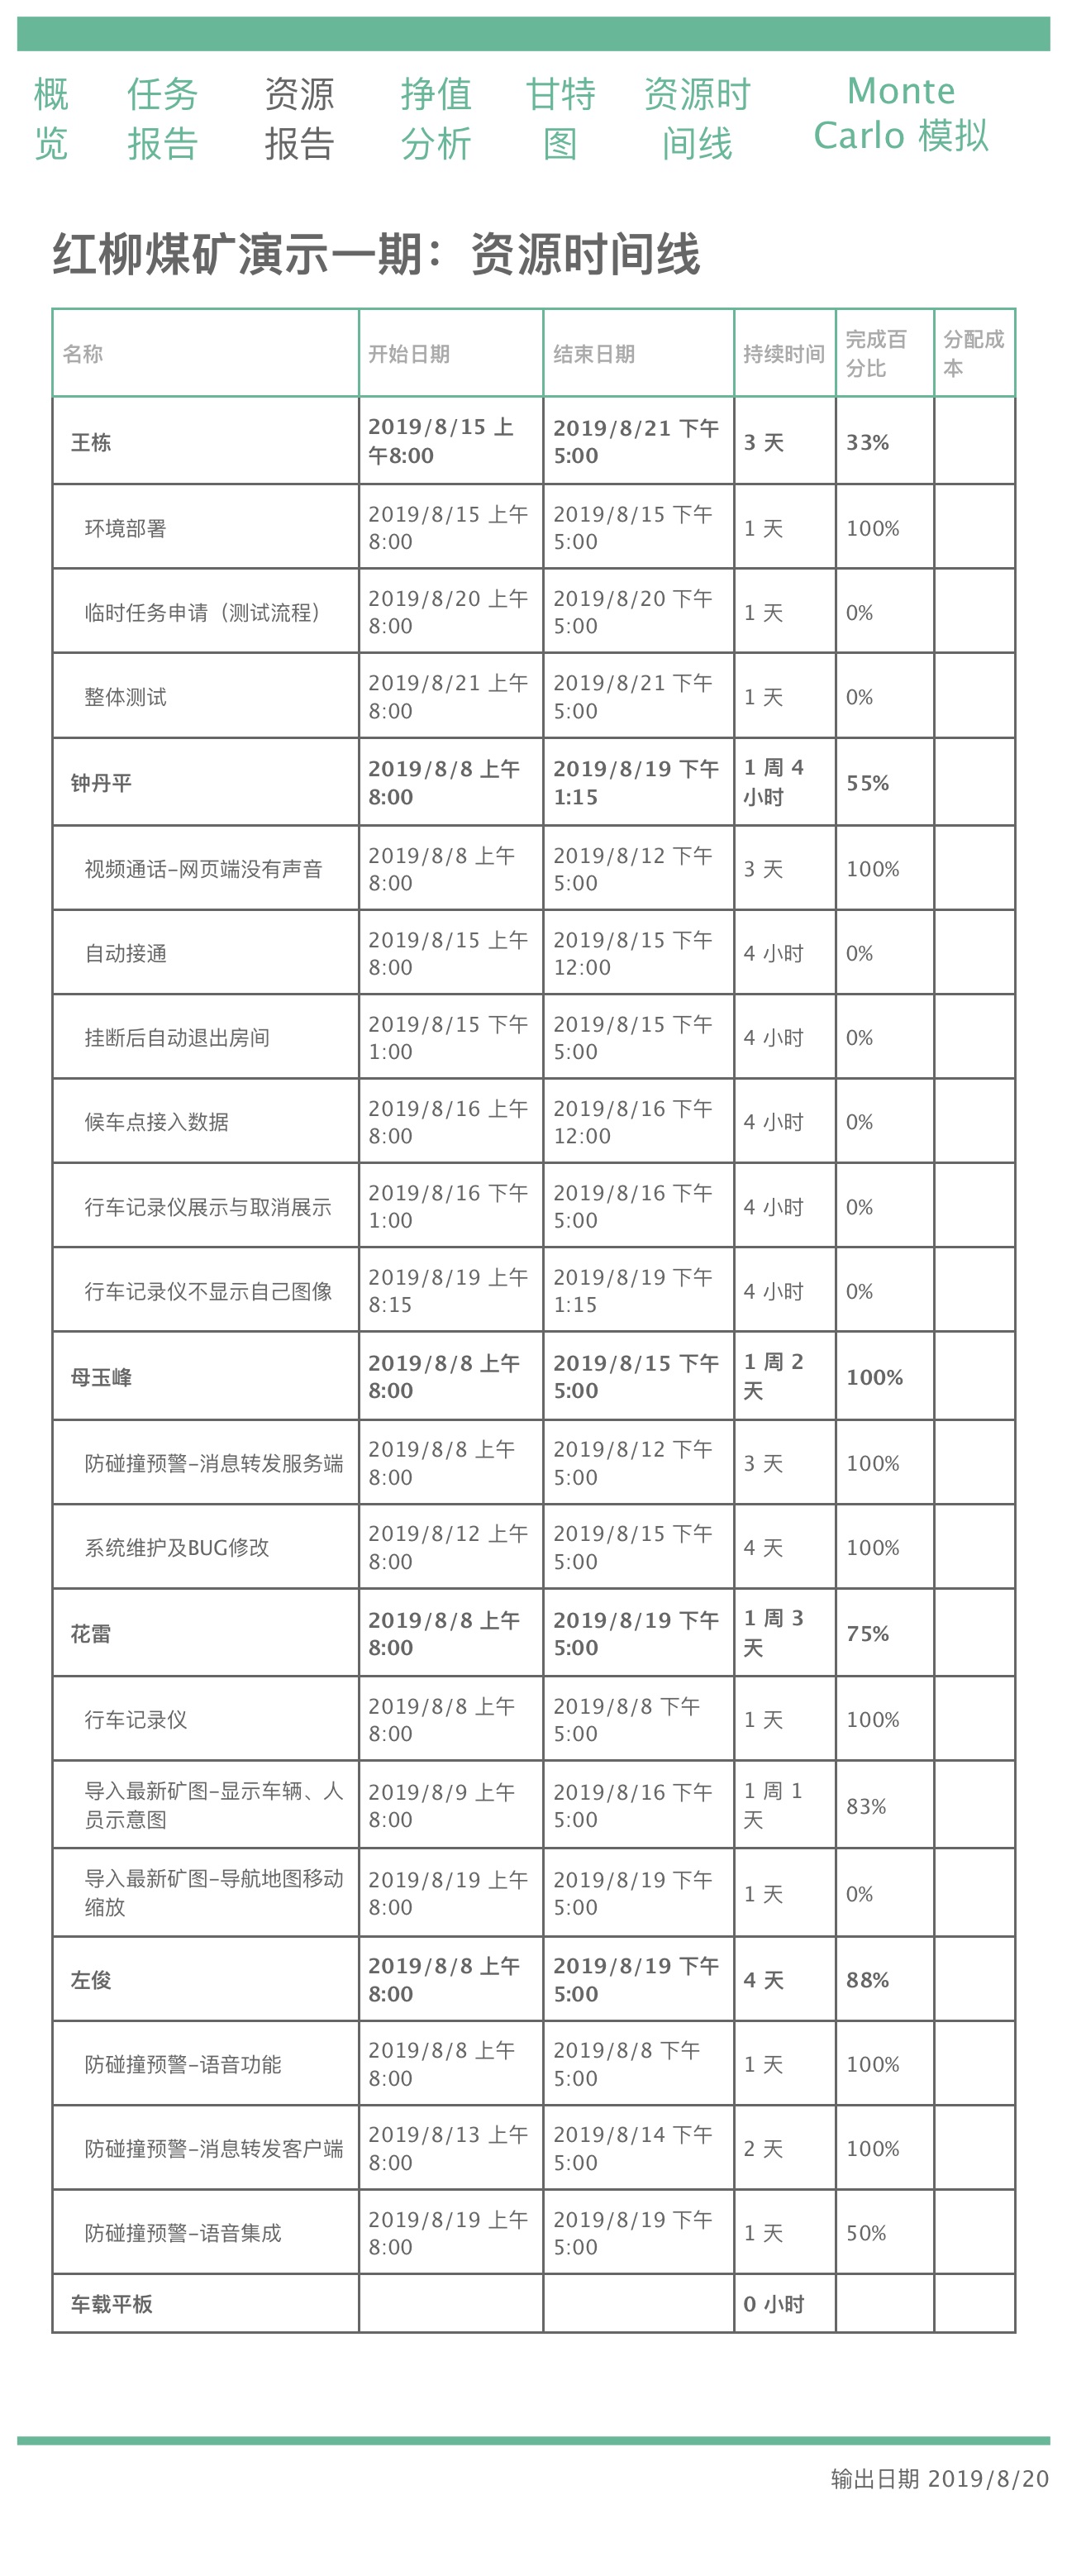 概览
任务报告
资源报告
挣值分析
甘特图
资源时间线
Monte Carlo 模拟
红柳煤矿演示一期：资源时间线
名称 开始日期 结束日期 持续时间 完成百分比 分配成本
王栋 2019/8/15 上午8:00 2019/8/21 下午5:00 3 天 33%
环境部署 2019/8/15 上午8:00 2019/8/15 下午5:00 1 天 100%
临时任务申请（测试流程） 2019/8/20 上午8:00 2019/8/20 下午5:00 1 天 0%
整体测试 2019/8/21 上午8:00 2019/8/21 下午5:00 1 天 0%
钟丹平 2019/8/8 上午8:00 2019/8/19 下午1:15 1 周 4 小时 55%
视频通话–网页端没有声音 2019/8/8 上午8:00 2019/8/12 下午5:00 3 天 100%
自动接通 2019/8/15 上午8:00 2019/8/15 下午12:00 4 小时 0%
挂断后自动退出房间 2019/8/15 下午1:00 2019/8/15 下午5:00 4 小时 0%
候车点接入数据 2019/8/16 上午8:00 2019/8/16 下午12:00 4 小时 0%
行车记录仪展示与取消展示 2019/8/16 下午1:00 2019/8/16 下午5:00 4 小时 0%
行车记录仪不显示自己图像 2019/8/19 上午8:15 2019/8/19 下午1:15 4 小时 0%
母玉峰 2019/8/8 上午8:00 2019/8/15 下午5:00 1 周 2 天 100%
防碰撞预警–消息转发服务端 2019/8/8 上午8:00 2019/8/12 下午5:00 3 天 100%
系统维护及BUG修改 2019/8/12 上午8:00 2019/8/15 下午5:00 4 天 100%
花雷 2019/8/8 上午8:00 2019/8/19 下午5:00 1 周 3 天 75%
行车记录仪 2019/8/8 上午8:00 2019/8/8 下午5:00 1 天 100%
导入最新矿图–显示车辆、人员示意图 2019/8/9 上午8:00 2019/8/16 下午5:00 1 周 1 天 83%
导入最新矿图–导航地图移动缩放 2019/8/19 上午8:00 2019/8/19 下午5:00 1 天 0%
左俊 2019/8/8 上午8:00 2019/8/19 下午5:00 4 天 88%
防碰撞预警–语音功能 2019/8/8 上午8:00 2019/8/8 下午5:00 1 天 100%
防碰撞预警–消息转发客户端 2019/8/13 上午8:00 2019/8/14 下午5:00 2 天 100%
防碰撞预警–语音集成 2019/8/19 上午8:00 2019/8/19 下午5:00 1 天 50%
车载平板 0 小时
输出日期 2019/8/20